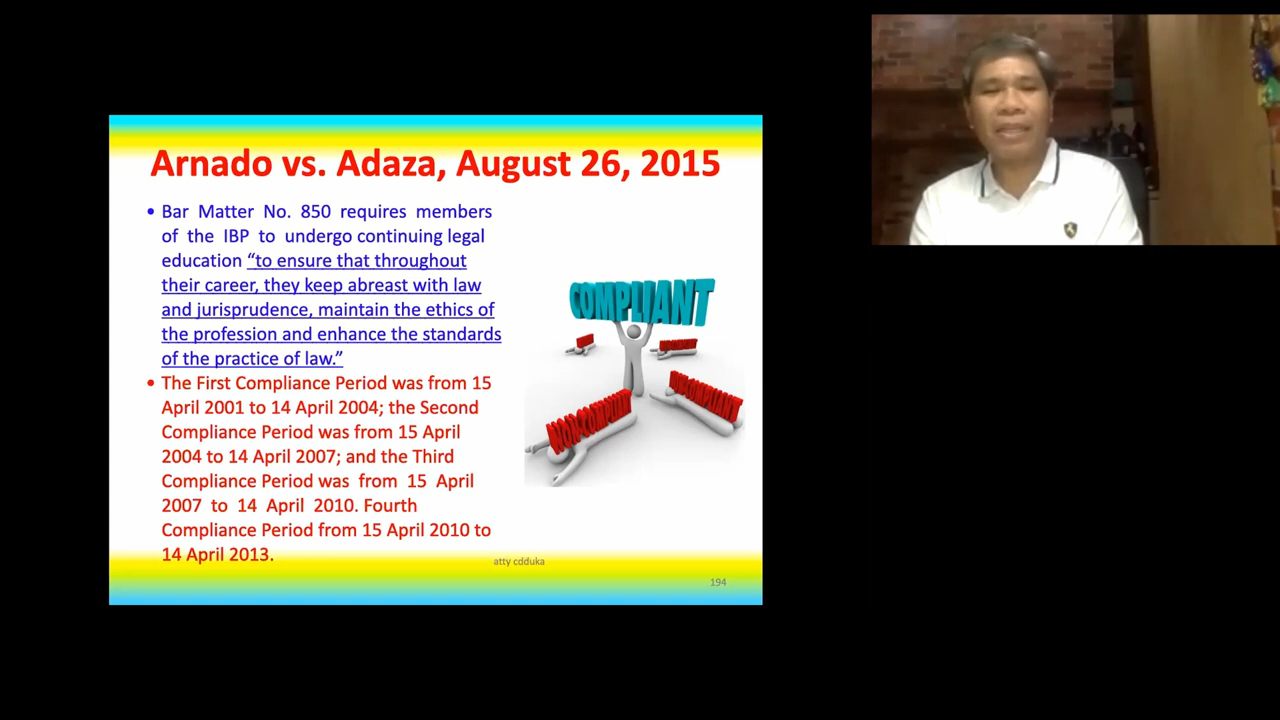 Arnado vs. Adaza, August 26, 2015
• Bar Matter No. 850 requires members
of the IBP to undergo continuing legal
education “to ensure that throughout
their career, they keep abreast with law
and jurisprudence, maintain the ethics of
the profession and enhance the standards
of the practice of law.”
• The First Compliance Period was from 15
April 2001 to 14 April 2004; the Second
Compliance Period was from 15 April
2004 to 14 April 2007; and the Third
Compliance Period was from 15 April
2007 to 14 April 2010. Fourth
Compliance Period from 15 April 2010 to
14 April 2013.
COMPLIANT
NON-COMPLIANT
atty cdduka
194